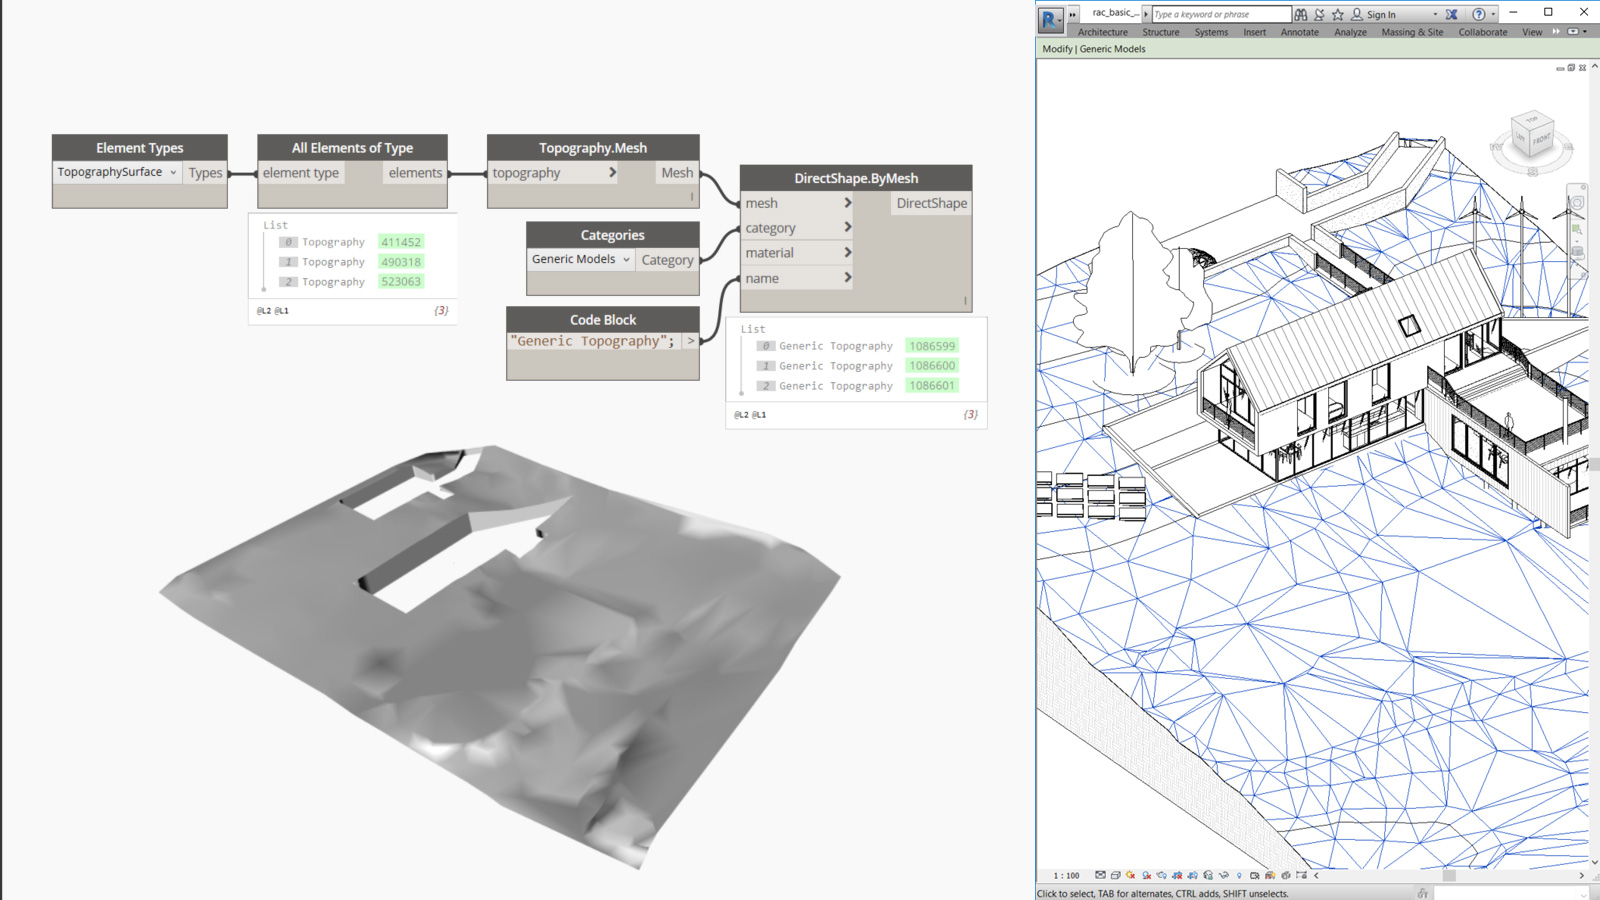 Element Types
TopographySurface Types
All Elements of Type
element type elements
List
0 Topography 411452
1 Topography 490318
2 Topography 523063
@L2 @L1 {3}
Topography.Mesh
topography > Mesh
Categories
Generic Models Category
Code Block
"Generic Topography"; >
DirectShape.ByMesh
mesh > DirectShape
category >
material >
name >
List
0 Generic Topography 1086599
1 Generic Topography 1086600
2 Generic Topography 1086601
@L2 @L1 {3}
R rac_basic_... Type a keyword or phrase Sign In
Architecture Structure Systems Insert Annotate Analyze Massing & Site Collaborate View
Modify | Generic Models
TOP
FRONT
1 : 100
Click to select, TAB for alternates, CTRL adds, SHIFT unselects.